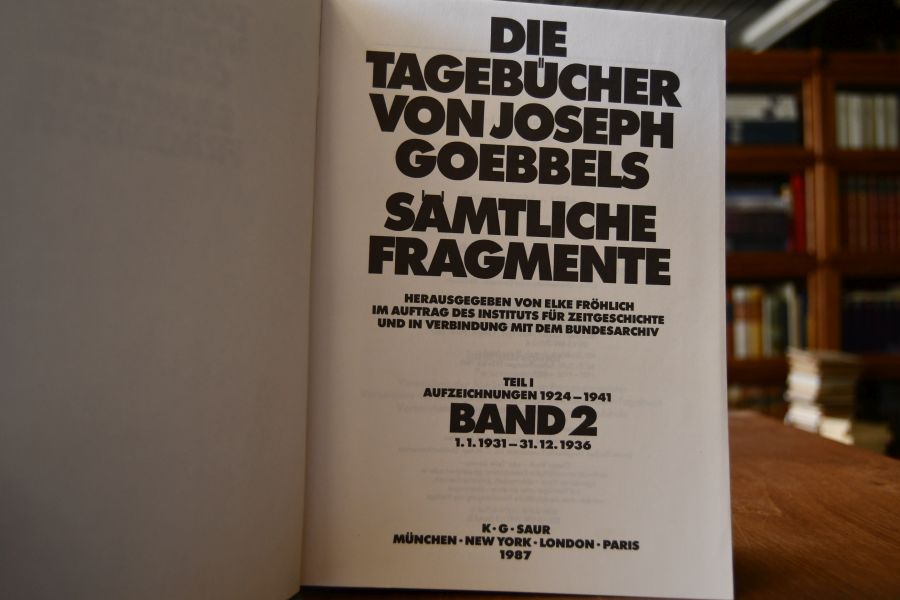 DIE
TAGEBÜCHER
VON JOSEPH
GOEBBELS
SÄMTLICHE
FRAGMENTE
HERAUSGEGEBEN VON ELKE FRÖHLICH
IM AUFTRAG DES INSTITUTS FÜR ZEITGESCHICHTE
UND IN VERBINDUNG MIT DEM BUNDESARCHIV
TEIL I
AUFZEICHNUNGEN 1924–1941
BAND 2
1.1.1931–31.12.1936
K·G·SAUR
MÜNCHEN·NEW YORK·LONDON·PARIS
1987